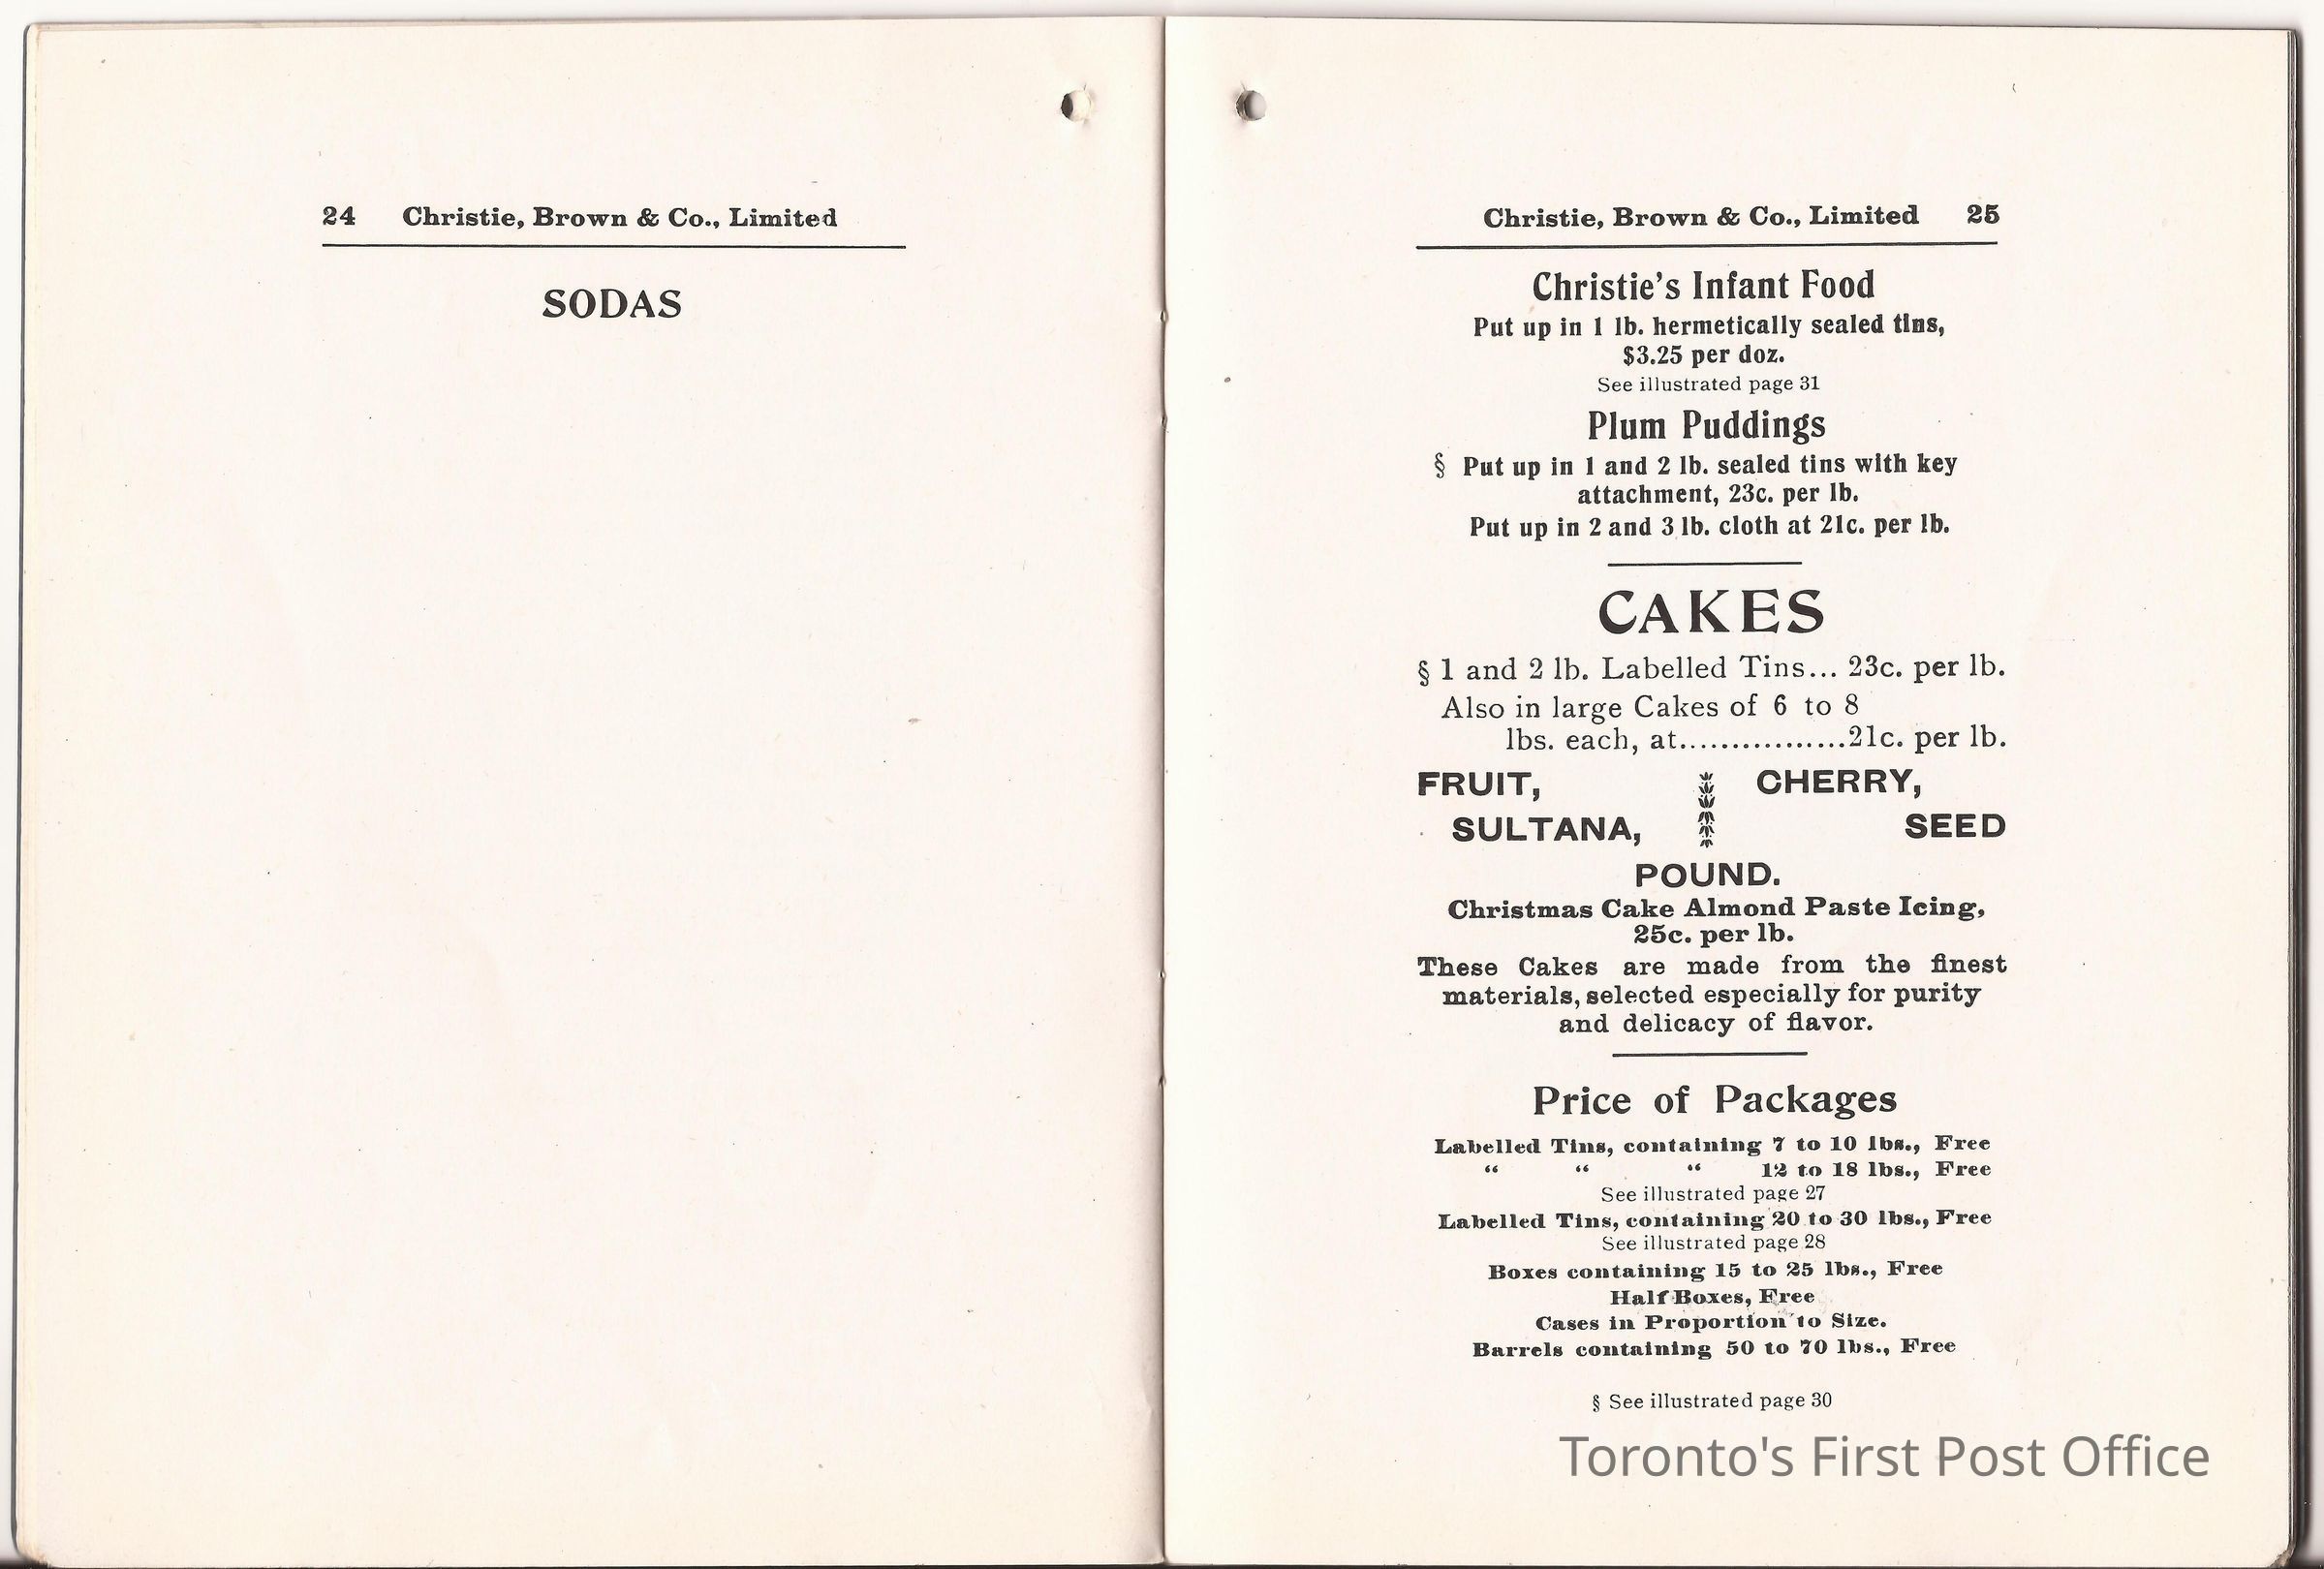 24 Christie, Brown & Co., Limited
SODAS
Christie, Brown & Co., Limited 25
Christie's Infant Food
Put up in 1 lb. hermetically sealed tins,
$3.25 per doz.
See illustrated page 31
Plum Puddings
§ Put up in 1 and 2 lb. sealed tins with key
attachment, 23c. per lb.
Put up in 2 and 3 lb. cloth at 21c. per lb.
CAKES
§ 1 and 2 lb. Labelled Tins... 23c. per lb.
Also in large Cakes of 6 to 8
lbs. each, at................21c. per lb.
FRUIT, CHERRY,
SULTANA, SEED
POUND.
Christmas Cake Almond Paste Icing,
25c. per lb.
These Cakes are made from the finest
materials, selected especially for purity
and delicacy of flavor.
Price of Packages
Labelled Tins, containing 7 to 10 lbs., Free
“ “ “ 12 to 18 lbs., Free
See illustrated page 27
Labelled Tins, containing 20 to 30 lbs., Free
See illustrated page 28
Boxes containing 15 to 25 lbs., Free
Half Boxes, Free
Cases in Proportion to Size.
Barrels containing 50 to 70 lbs., Free
§ See illustrated page 30
Toronto's First Post Office